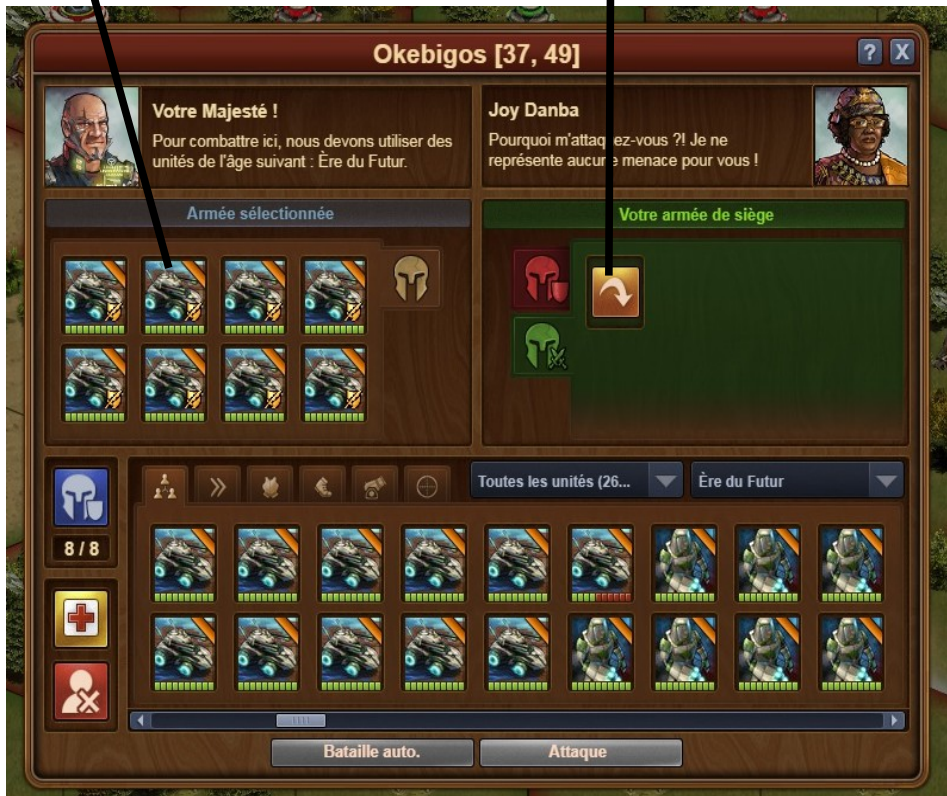 Okebigos [37, 49]
? X
Votre Majesté !
Pour combattre ici, nous devons utiliser des
unités de l'âge suivant : Ère du Futur.
Joy Danba
Pourquoi m'attaquez-vous ?! Je ne
représente aucune menace pour vous !
Armée sélectionnée
Votre armée de siège
Toutes les unités (26...
Ère du Futur
8 / 8
Bataille auto.
Attaque